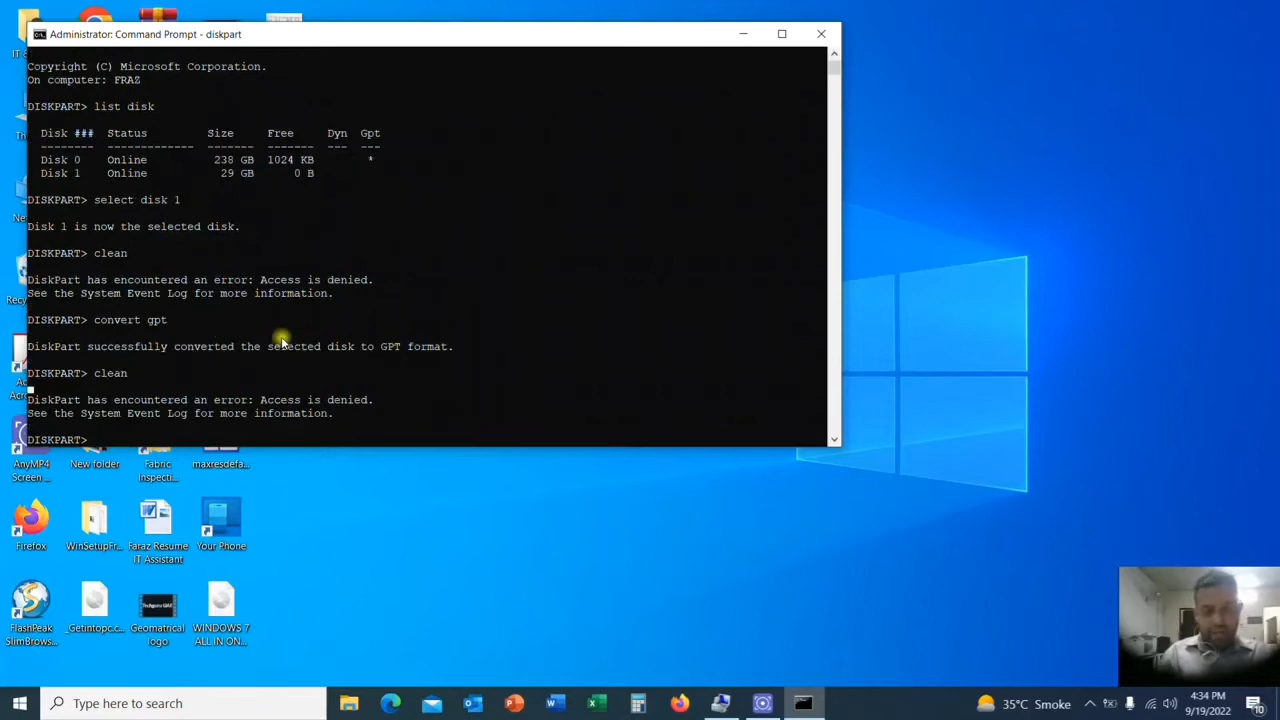 Administrator: Command Prompt - diskpart
Copyright (C) Microsoft Corporation.
On computer: FRAZ
DISKPART> list disk
Disk ### Status Size Free Dyn Gpt
-------- ------------- ------- ------- --- ---
Disk 0 Online 238 GB 1024 KB *
Disk 1 Online 29 GB 0 B
DISKPART> select disk 1
Disk 1 is now the selected disk.
DISKPART> clean
DiskPart has encountered an error: Access is denied.
See the System Event Log for more information.
DISKPART> convert gpt
DiskPart successfully converted the selected disk to GPT format.
DISKPART> clean
DiskPart has encountered an error: Access is denied.
See the System Event Log for more information.
DISKPART>
AnyMP4 Screen ...
New folder
Fabric Inspecti...
maxresdefa...
Firefox
WinSetupFr...
Faraz Resume IT Assistant
Your Phone
FlashPeak SlimBrows...
_Getintopc.c...
Geomatrical logo
WINDOWS 7 ALL IN ON...
Type here to search
35°C Smoke
4:34 PM
9/19/2022
10